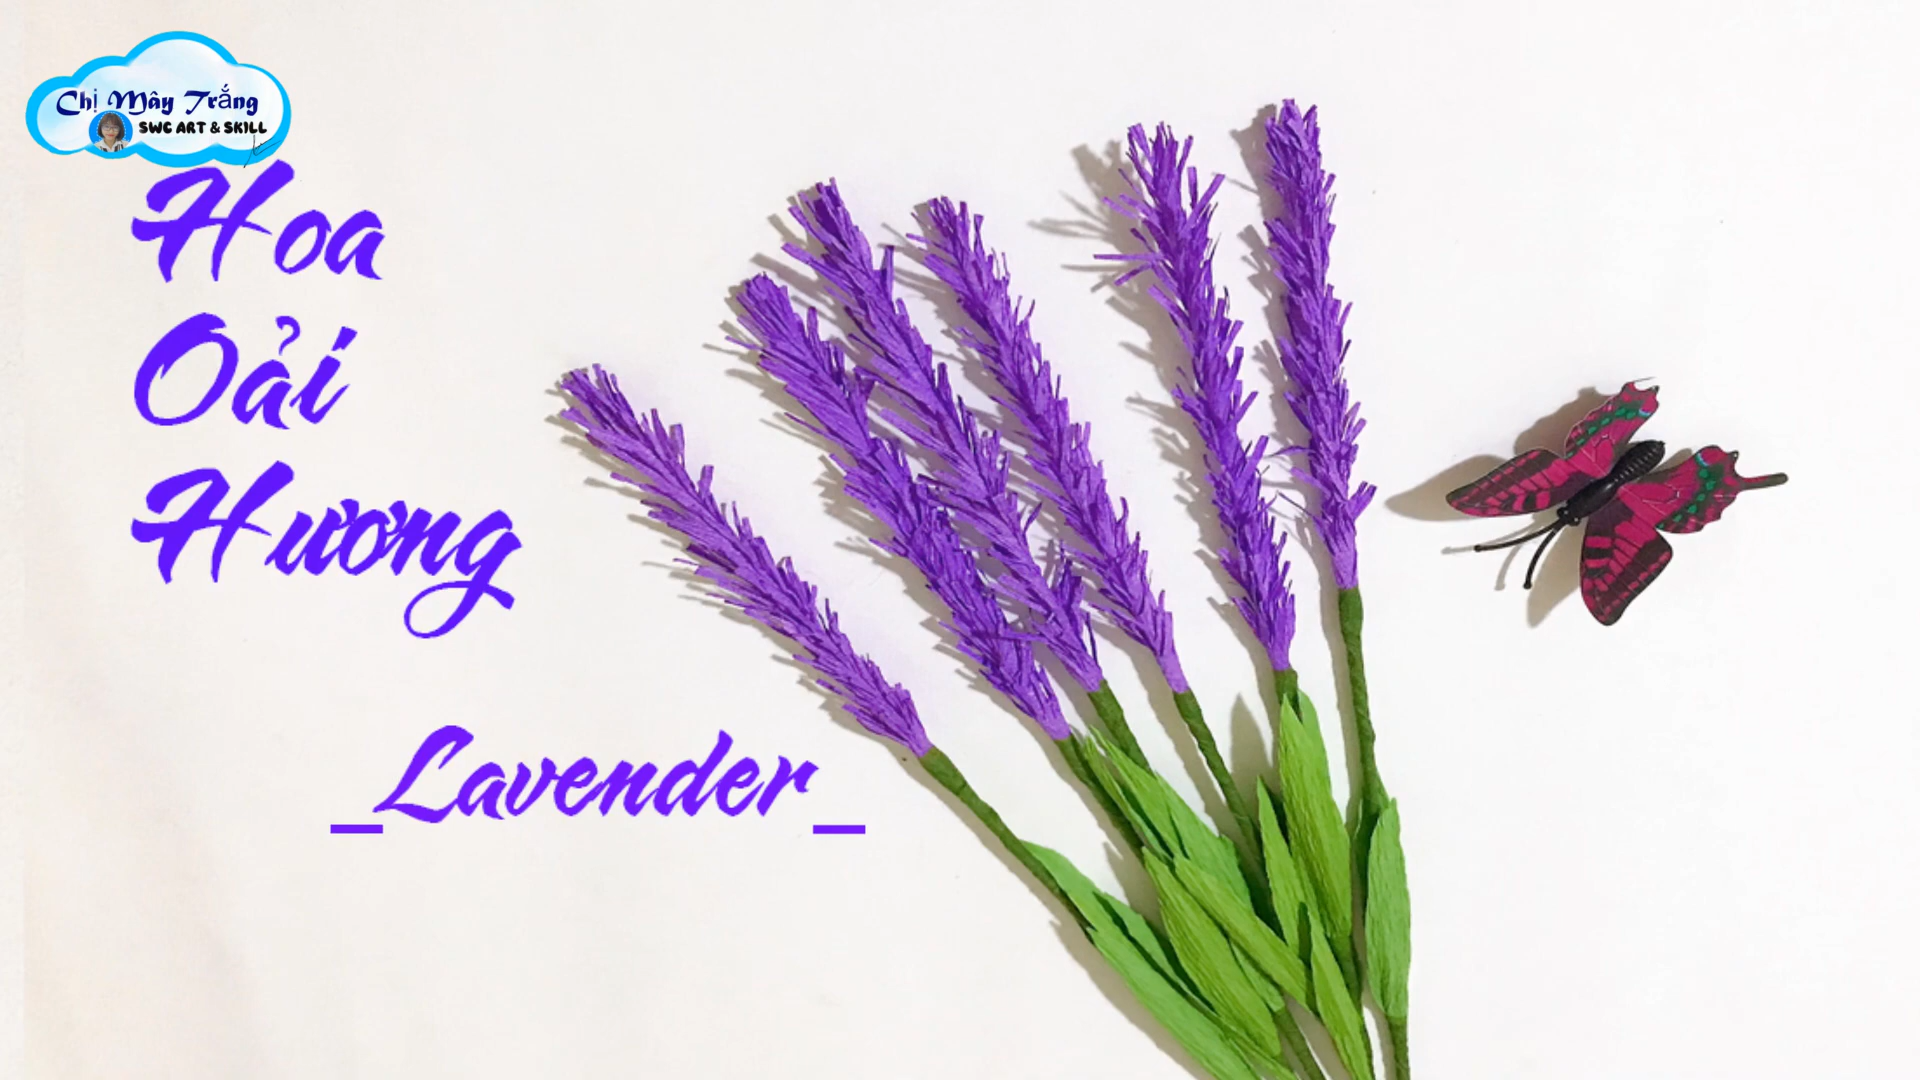 Chị Mây Trắng
SWC ART & SKILL
Hoa
Oải
Hương
_Lavender_